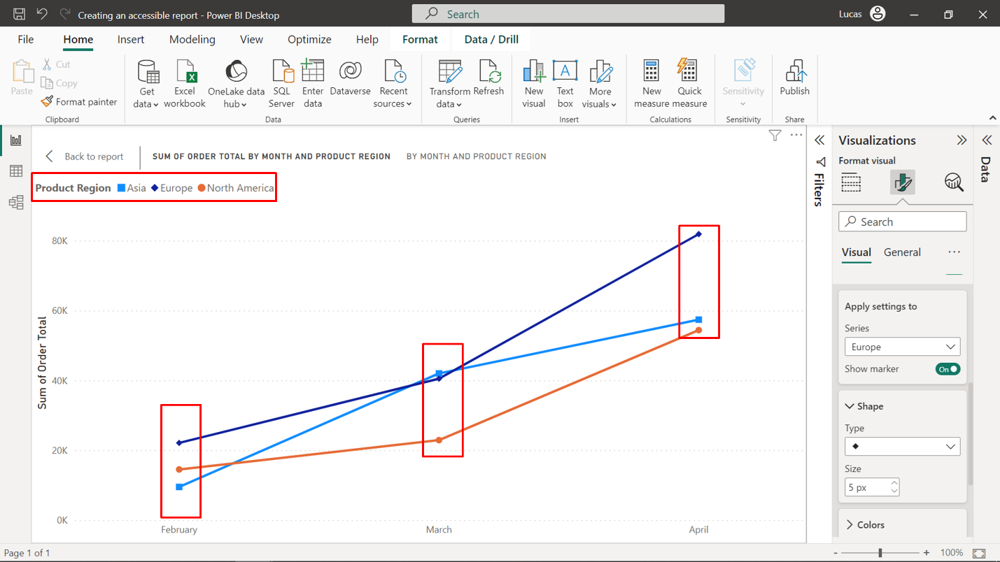 Creating an accessible report - Power BI Desktop
Search
Lucas
File Home Insert Modeling View Optimize Help Format Data / Drill
Paste
Cut
Copy
Format painter
Clipboard
Get data
Excel workbook
OneLake data hub
SQL Server
Enter data
Dataverse
Recent sources
Data
Transform data
Refresh
Queries
New visual
Text box
More visuals
Insert
New measure
Quick measure
Calculations
Sensitivity
Sensitivity
Publish
Share
Back to report
SUM OF ORDER TOTAL BY MONTH AND PRODUCT REGION
BY MONTH AND PRODUCT REGION
Product Region Asia Europe North America
Sum of Order Total
80K
60K
40K
20K
0K
February March April
Filters
Visualizations
Format visual
Search
Visual General
Apply settings to
Series
Europe
Show marker On
Shape
Type
Size
5 px
Colors
Data
Page 1 of 1
- + 100%